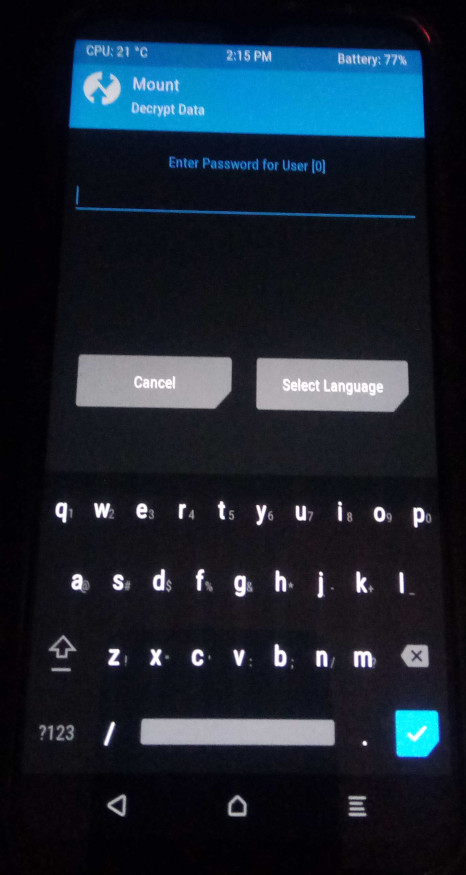 CPU: 21 °C 2:15 PM Battery: 77%
Mount
Decrypt Data
Enter Password for User [0]
Cancel Select Language
q1 w2 e3 r4 t5 y6 u7 i8 o9 p0
a@ s# d$ f% g& h* j- k+ l_
z! x" c' v: b; n/ m?
?123 / .